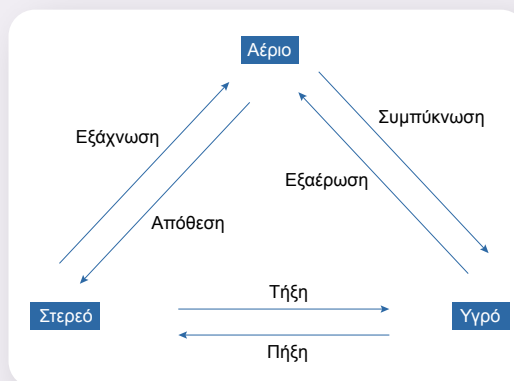 Αέριο
Συμπύκνωση
Εξάχνωση
Εξαέρωση
Απόθεση
Τήξη
Στερεό
Υγρό
Πήξη